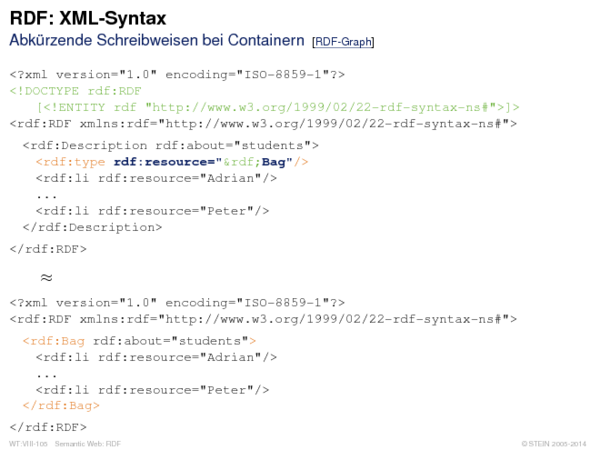 RDF: XML-Syntax
Abkürzende Schreibweisen bei Containern [RDF-Graph]
<?xml version="1.0" encoding="ISO-8859-1"?>
<!DOCTYPE rdf:RDF
[<!ENTITY rdf "http://www.w3.org/1999/02/22-rdf-syntax-ns#">]>
<rdf:RDF xmlns:rdf="http://www.w3.org/1999/02/22-rdf-syntax-ns#">
<rdf:Description rdf:about="students">
<rdf:type rdf:resource="&rdf;Bag"/>
<rdf:li rdf:resource="Adrian"/>
...
<rdf:li rdf:resource="Peter"/>
</rdf:Description>
</rdf:RDF>
≈
<?xml version="1.0" encoding="ISO-8859-1"?>
<rdf:RDF xmlns:rdf="http://www.w3.org/1999/02/22-rdf-syntax-ns#">
<rdf:Bag rdf:about="students">
<rdf:li rdf:resource="Adrian"/>
...
<rdf:li rdf:resource="Peter"/>
</rdf:Bag>
</rdf:RDF>
WT:VIII-105 Semantic Web: RDF © STEIN 2005-2014